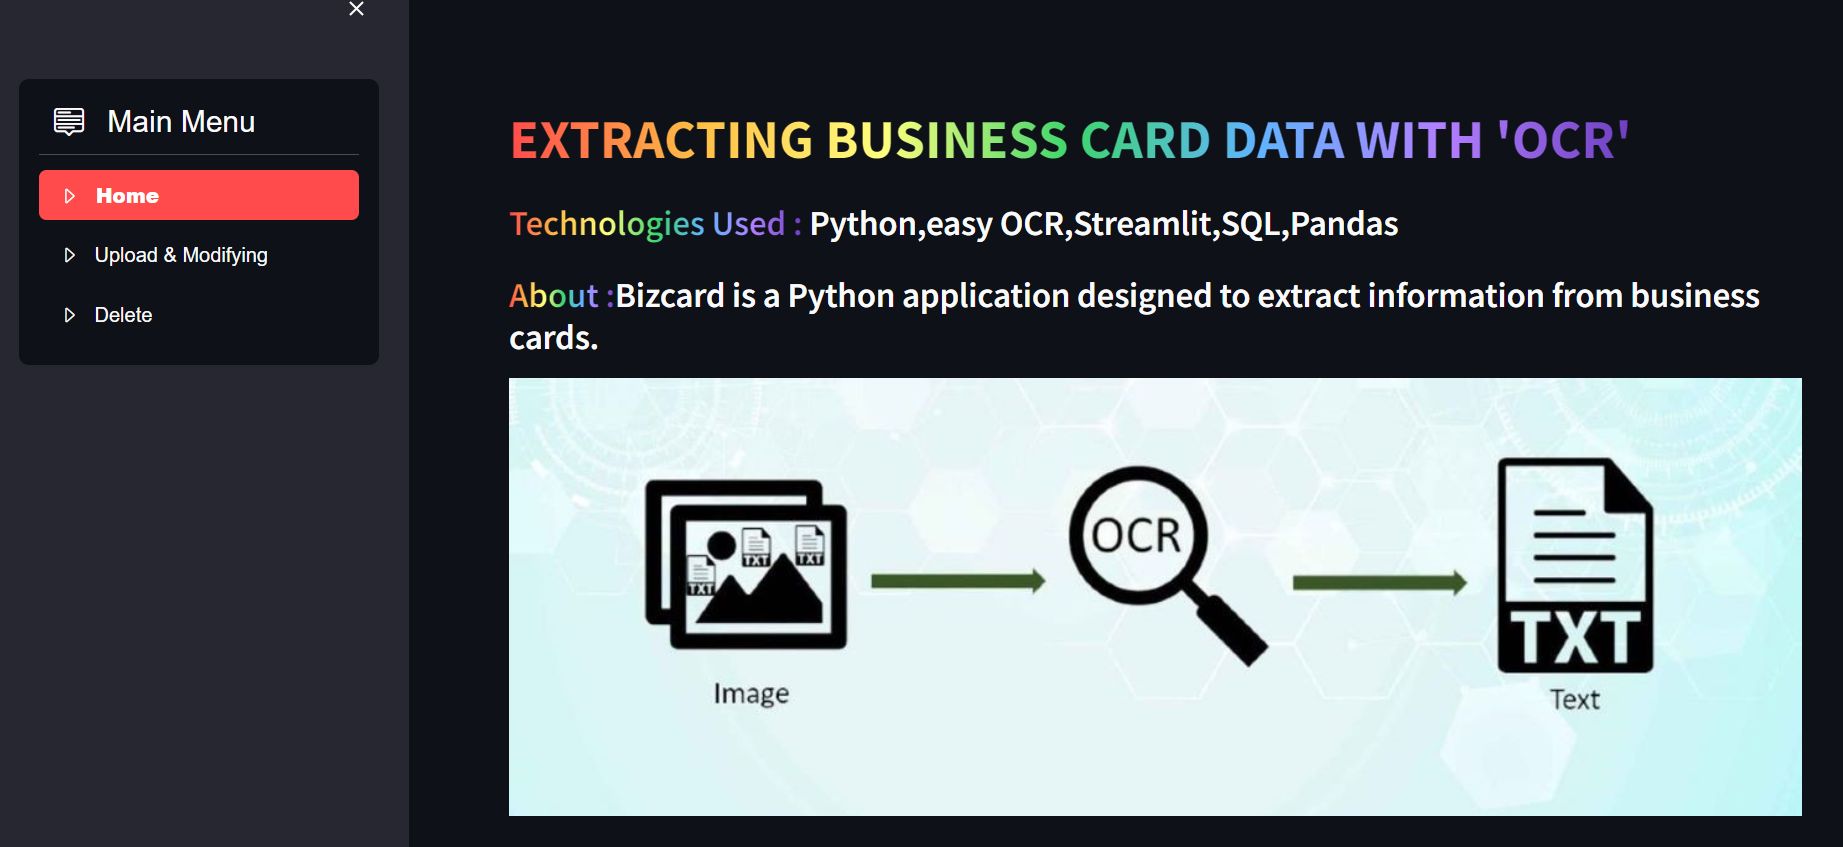 Main Menu
Home
Upload & Modifying
Delete
EXTRACTING BUSINESS CARD DATA WITH 'OCR'
Technologies Used : Python,easy OCR,Streamlit,SQL,Pandas
About :Bizcard is a Python application designed to extract information from business
cards.
TXT
TXT
TXT
Image
OCR
TXT
Text